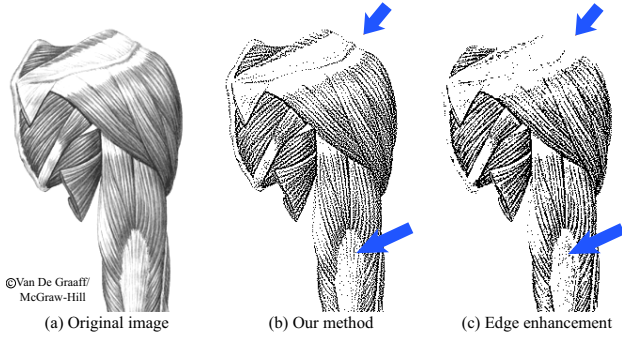 ©Van De Graaff/
McGraw-Hill
(a) Original image
(b) Our method
(c) Edge enhancement